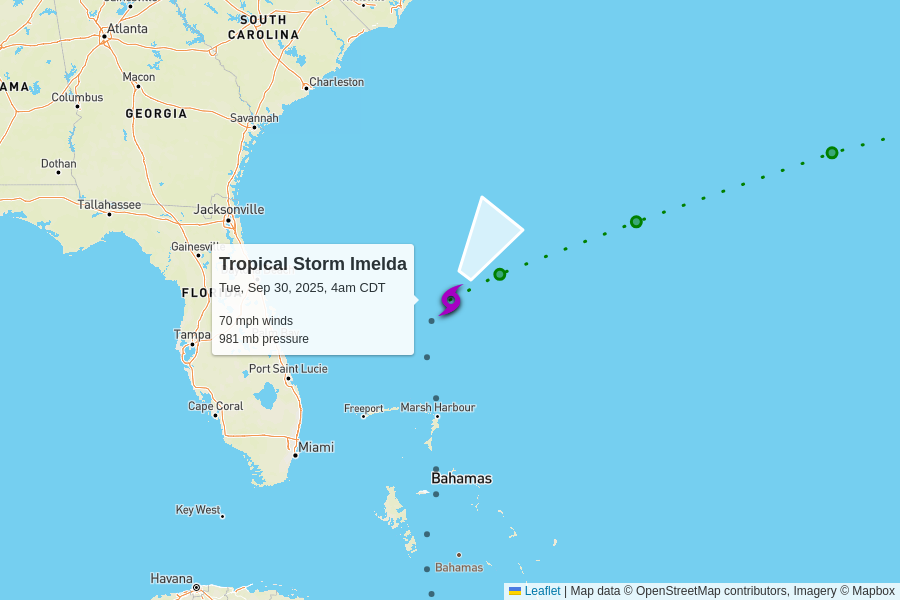 SOUTH
CAROLINA
Atlanta
Charleston
Macon
AMA
Columbus
GEORGIA
Savannah
Dothan
Tallahassee
Jacksonville
Gainesville
Tropical Storm Imelda
Tue, Sep 30, 2025, 4am CDT
FLORIDA
70 mph winds
981 mb pressure
Tampa
Port Saint Lucie
Cape Coral
Freeport
Marsh Harbour
Miami
Bahamas
Key West
Bahamas
Havana
Leaflet | Map data © OpenStreetMap contributors, Imagery © Mapbox